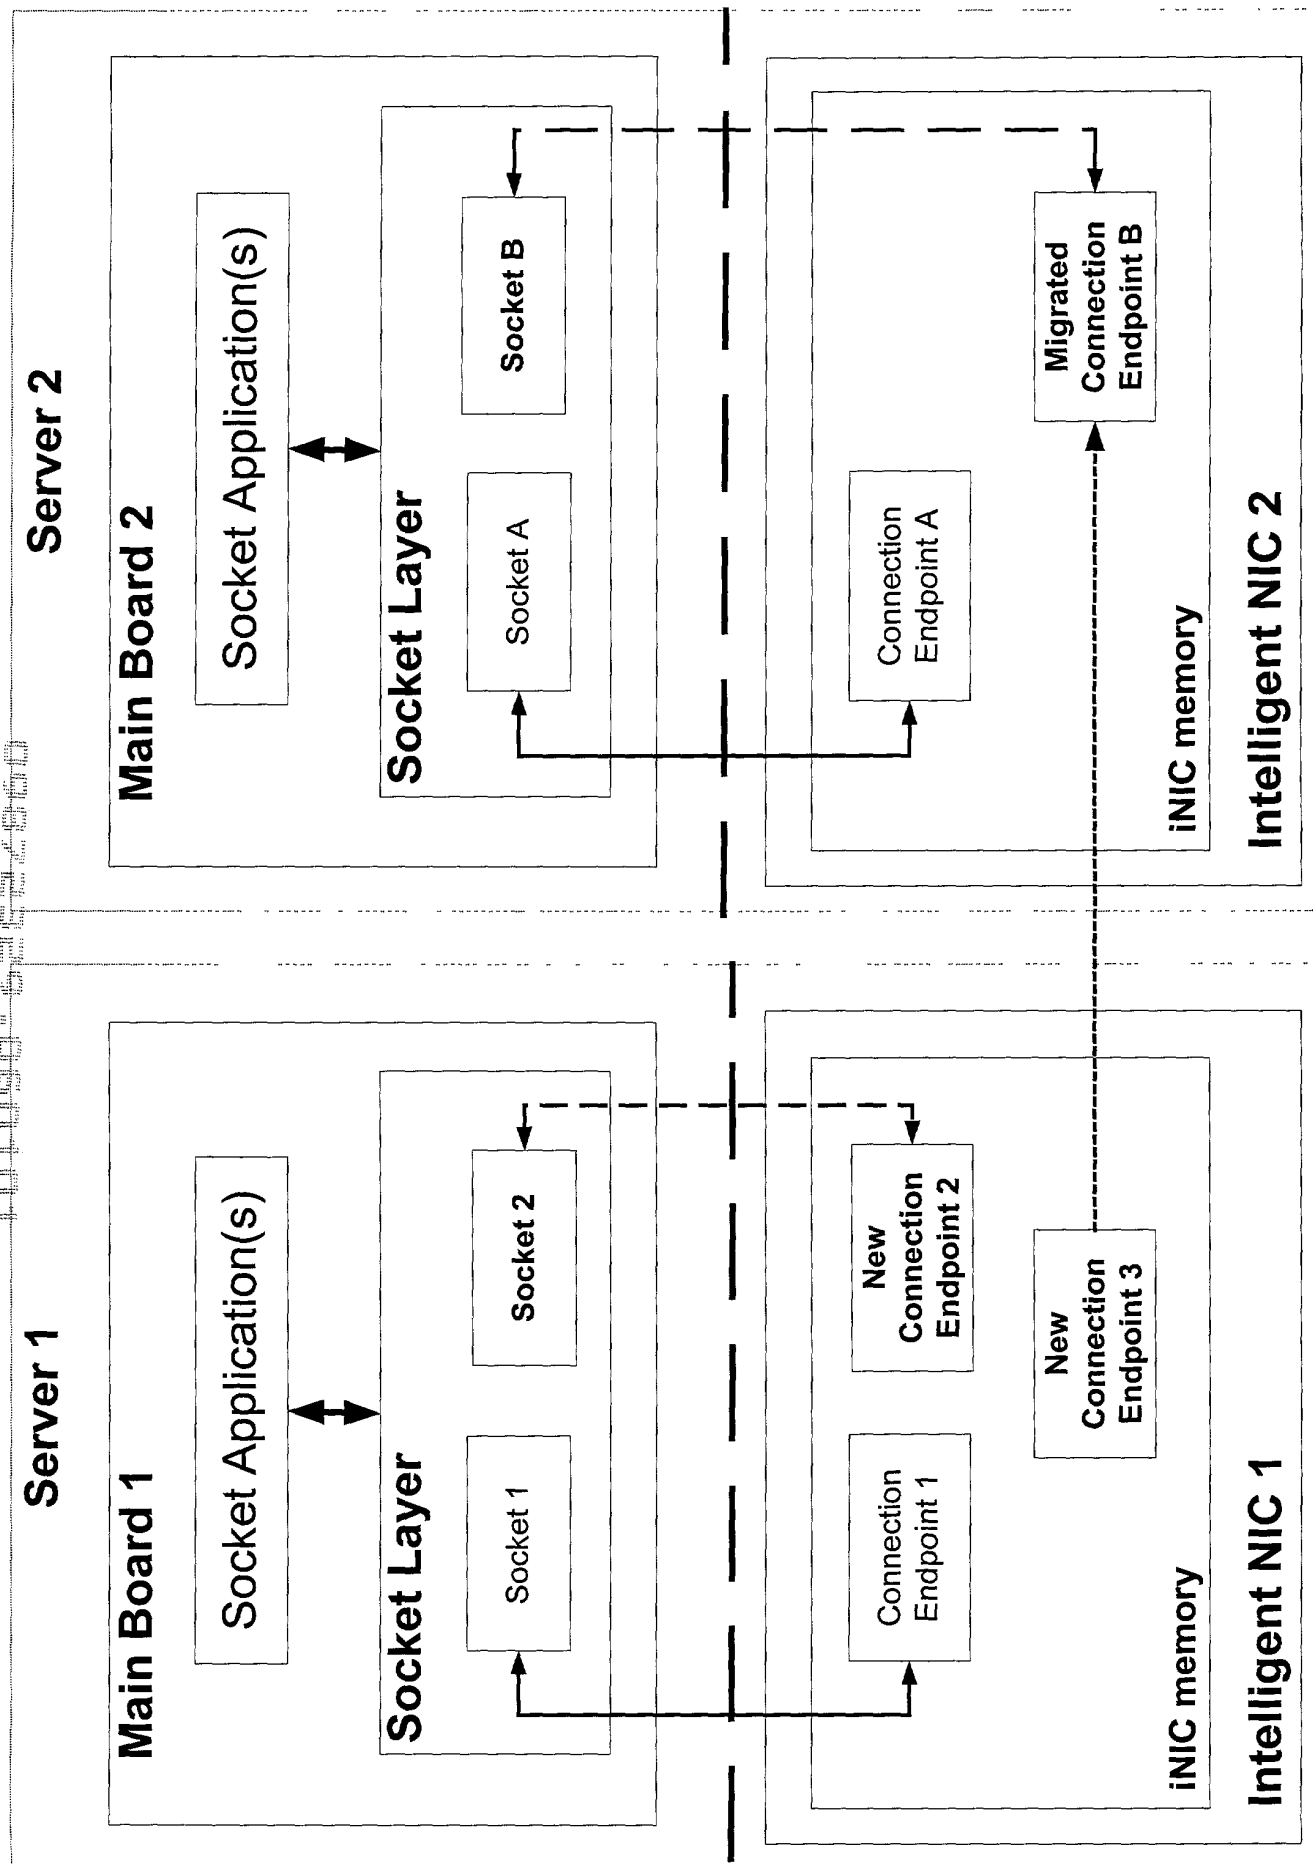 Server 1
Main Board 1
Socket Application(s)
Socket Layer
Socket 1
Socket 2
Connection
Endpoint 1
New
Connection
Endpoint 2
New
Connection
Endpoint 3
iNIC memory
Intelligent NIC 1
Server 2
Main Board 2
Socket Application(s)
Socket Layer
Socket A
Socket B
Connection
Endpoint A
Migrated
Connection
Endpoint B
iNIC memory
Intelligent NIC 2